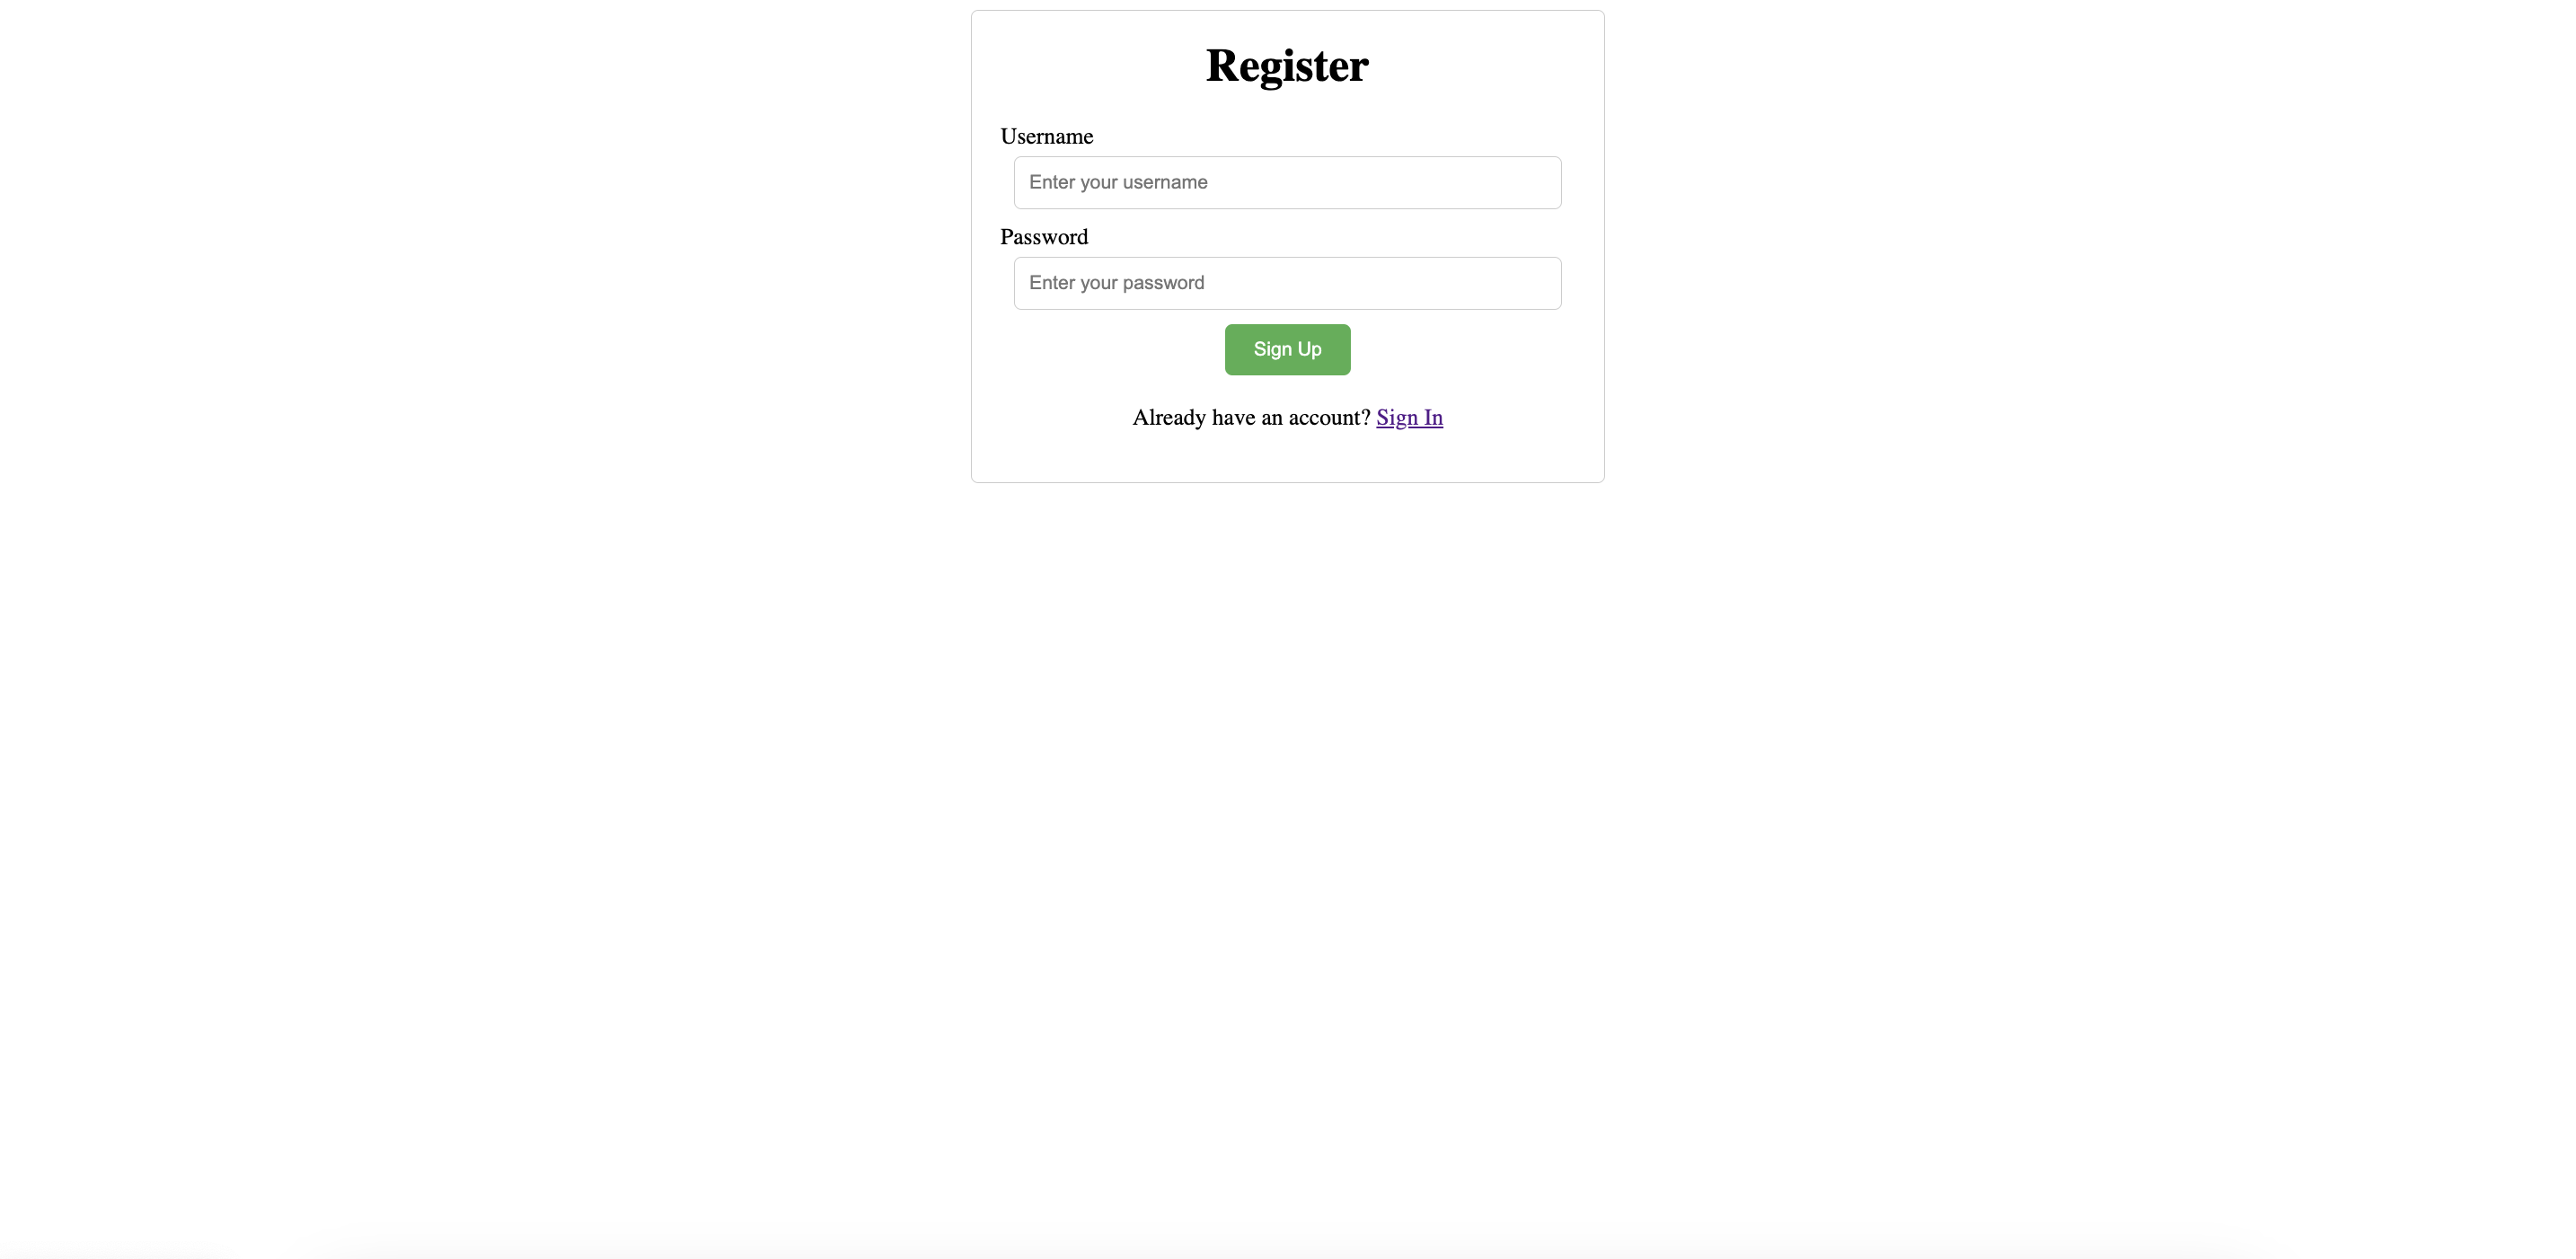 Register
Username
Enter your username
Password
Enter your password
Sign Up
Already have an account? Sign In